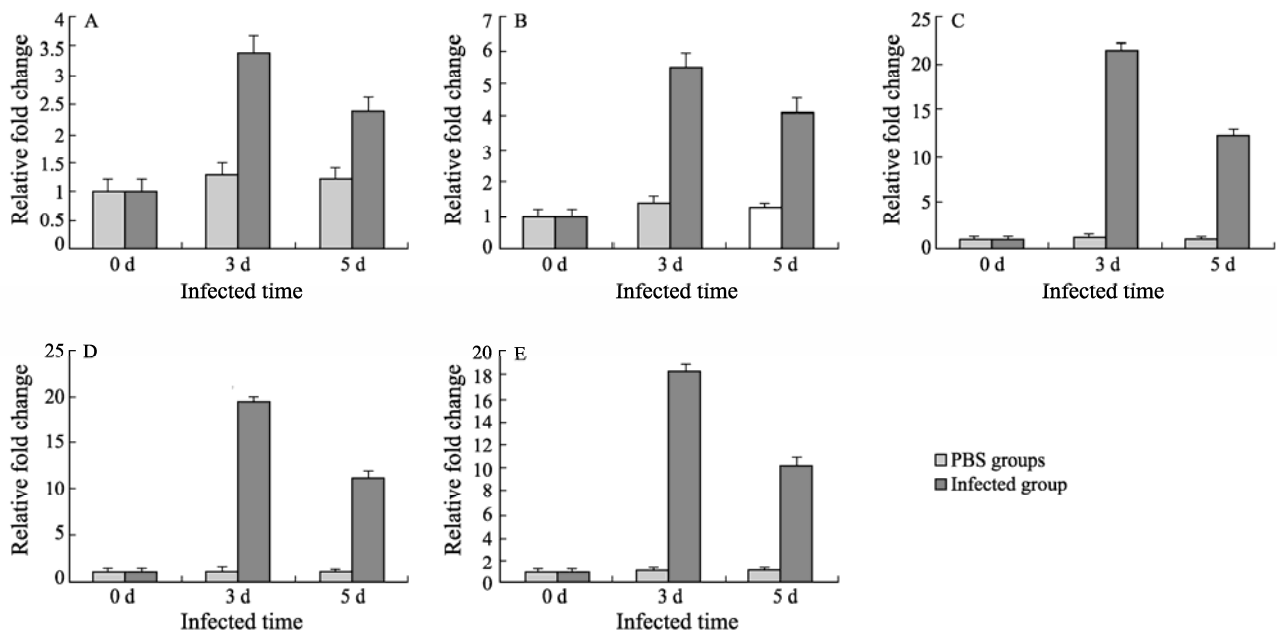 A
Relative fold change
4
3.5
3
2.5
2
1.5
1
0.5
0
0 d 3 d 5 d
Infected time
B
Relative fold change
7
6
5
4
3
2
1
0
0 d 3 d 5 d
Infected time
C
Relative fold change
25
20
15
10
5
0
0 d 3 d 5 d
Infected time
D
Relative fold change
25
20
15
10
5
0
0 d 3 d 5 d
Infected time
E
Relative fold change
20
18
16
14
12
10
8
6
4
2
0
0 d 3 d 5 d
Infected time
PBS groups
Infected group